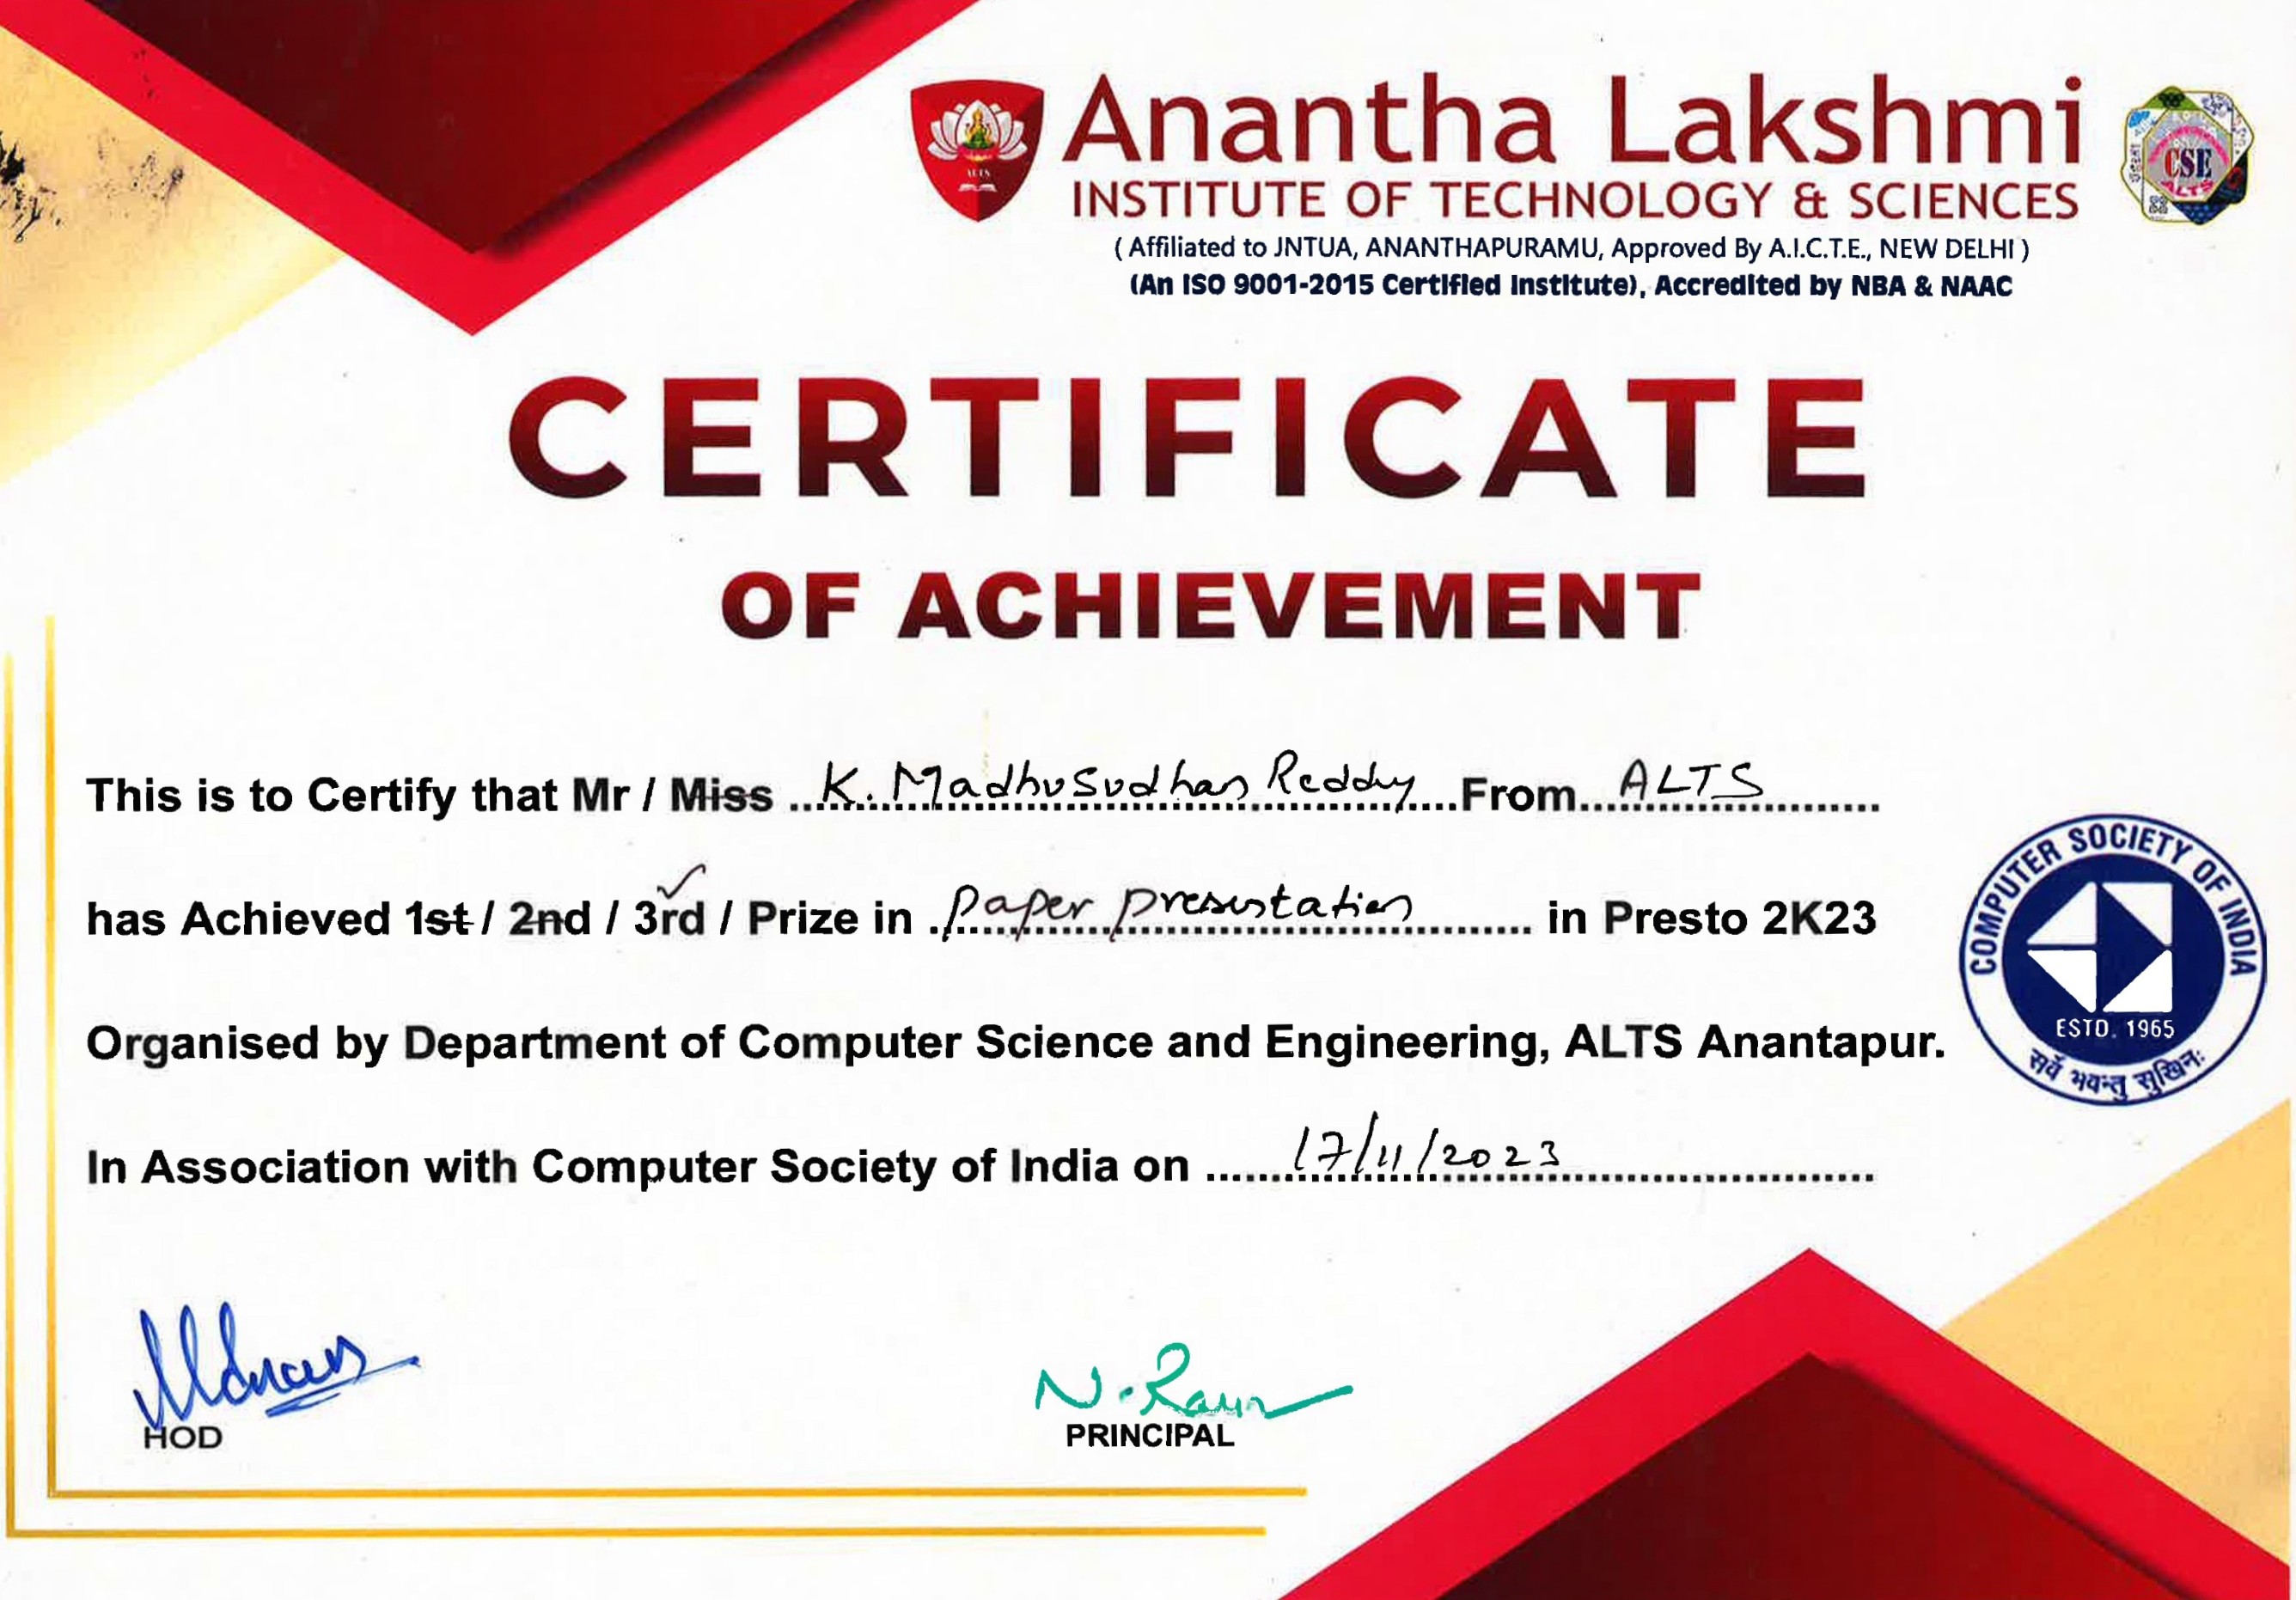 Anantha Lakshmi
INSTITUTE OF TECHNOLOGY & SCIENCES
( Affiliated to JNTUA, ANANTHAPURAMU, Approved By A.I.C.T.E., NEW DELHI )
(An ISO 9001-2015 Certified Institute), Accredited by NBA & NAAC
ALTS
CSE
ALTS
CERTIFICATE
OF ACHIEVEMENT
This is to Certify that Mr / Miss ..K. Madhusudhan Reddy...From...ALTS..........
has Achieved 1st / 2nd / 3rd / Prize in ..Paper presentation.......... in Presto 2K23
Organised by Department of Computer Science and Engineering, ALTS Anantapur.
In Association with Computer Society of India on ......17/11/2023..............................
COMPUTER SOCIETY OF INDIA
ESTD. 1965
सर्वे भवन्तु सुखिनः
HOD
PRINCIPAL